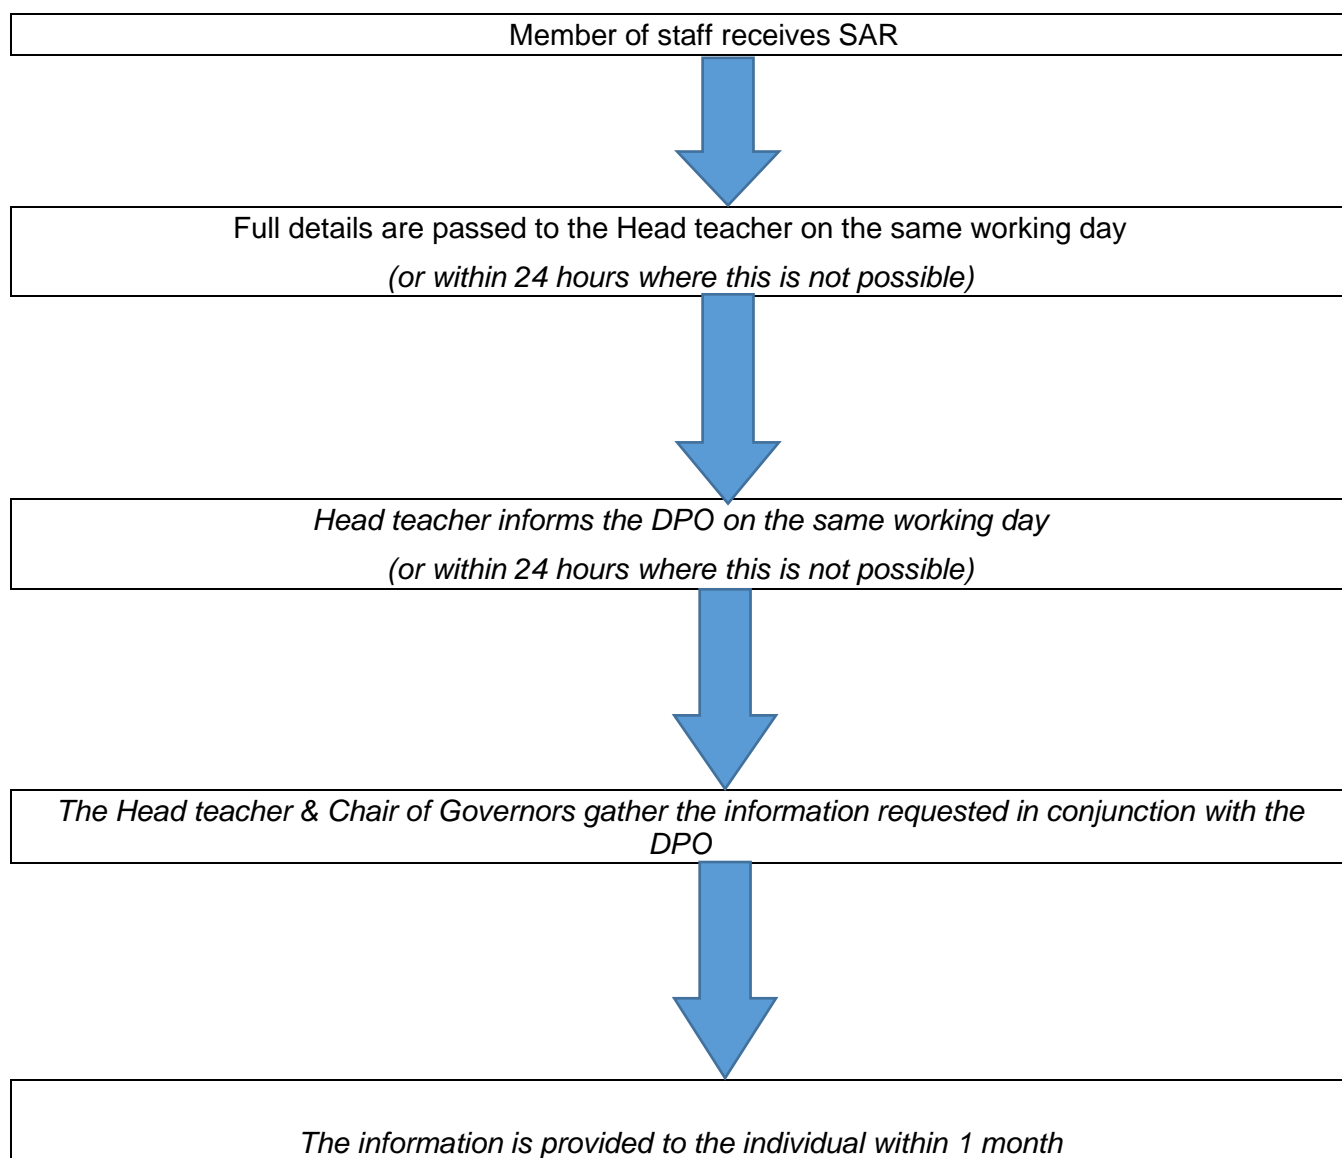 Member of staff receives SAR
Full details are passed to the Head teacher on the same working day
(or within 24 hours where this is not possible)
Head teacher informs the DPO on the same working day
(or within 24 hours where this is not possible)
The Head teacher & Chair of Governors gather the information requested in conjunction with the
DPO
The information is provided to the individual within 1 month